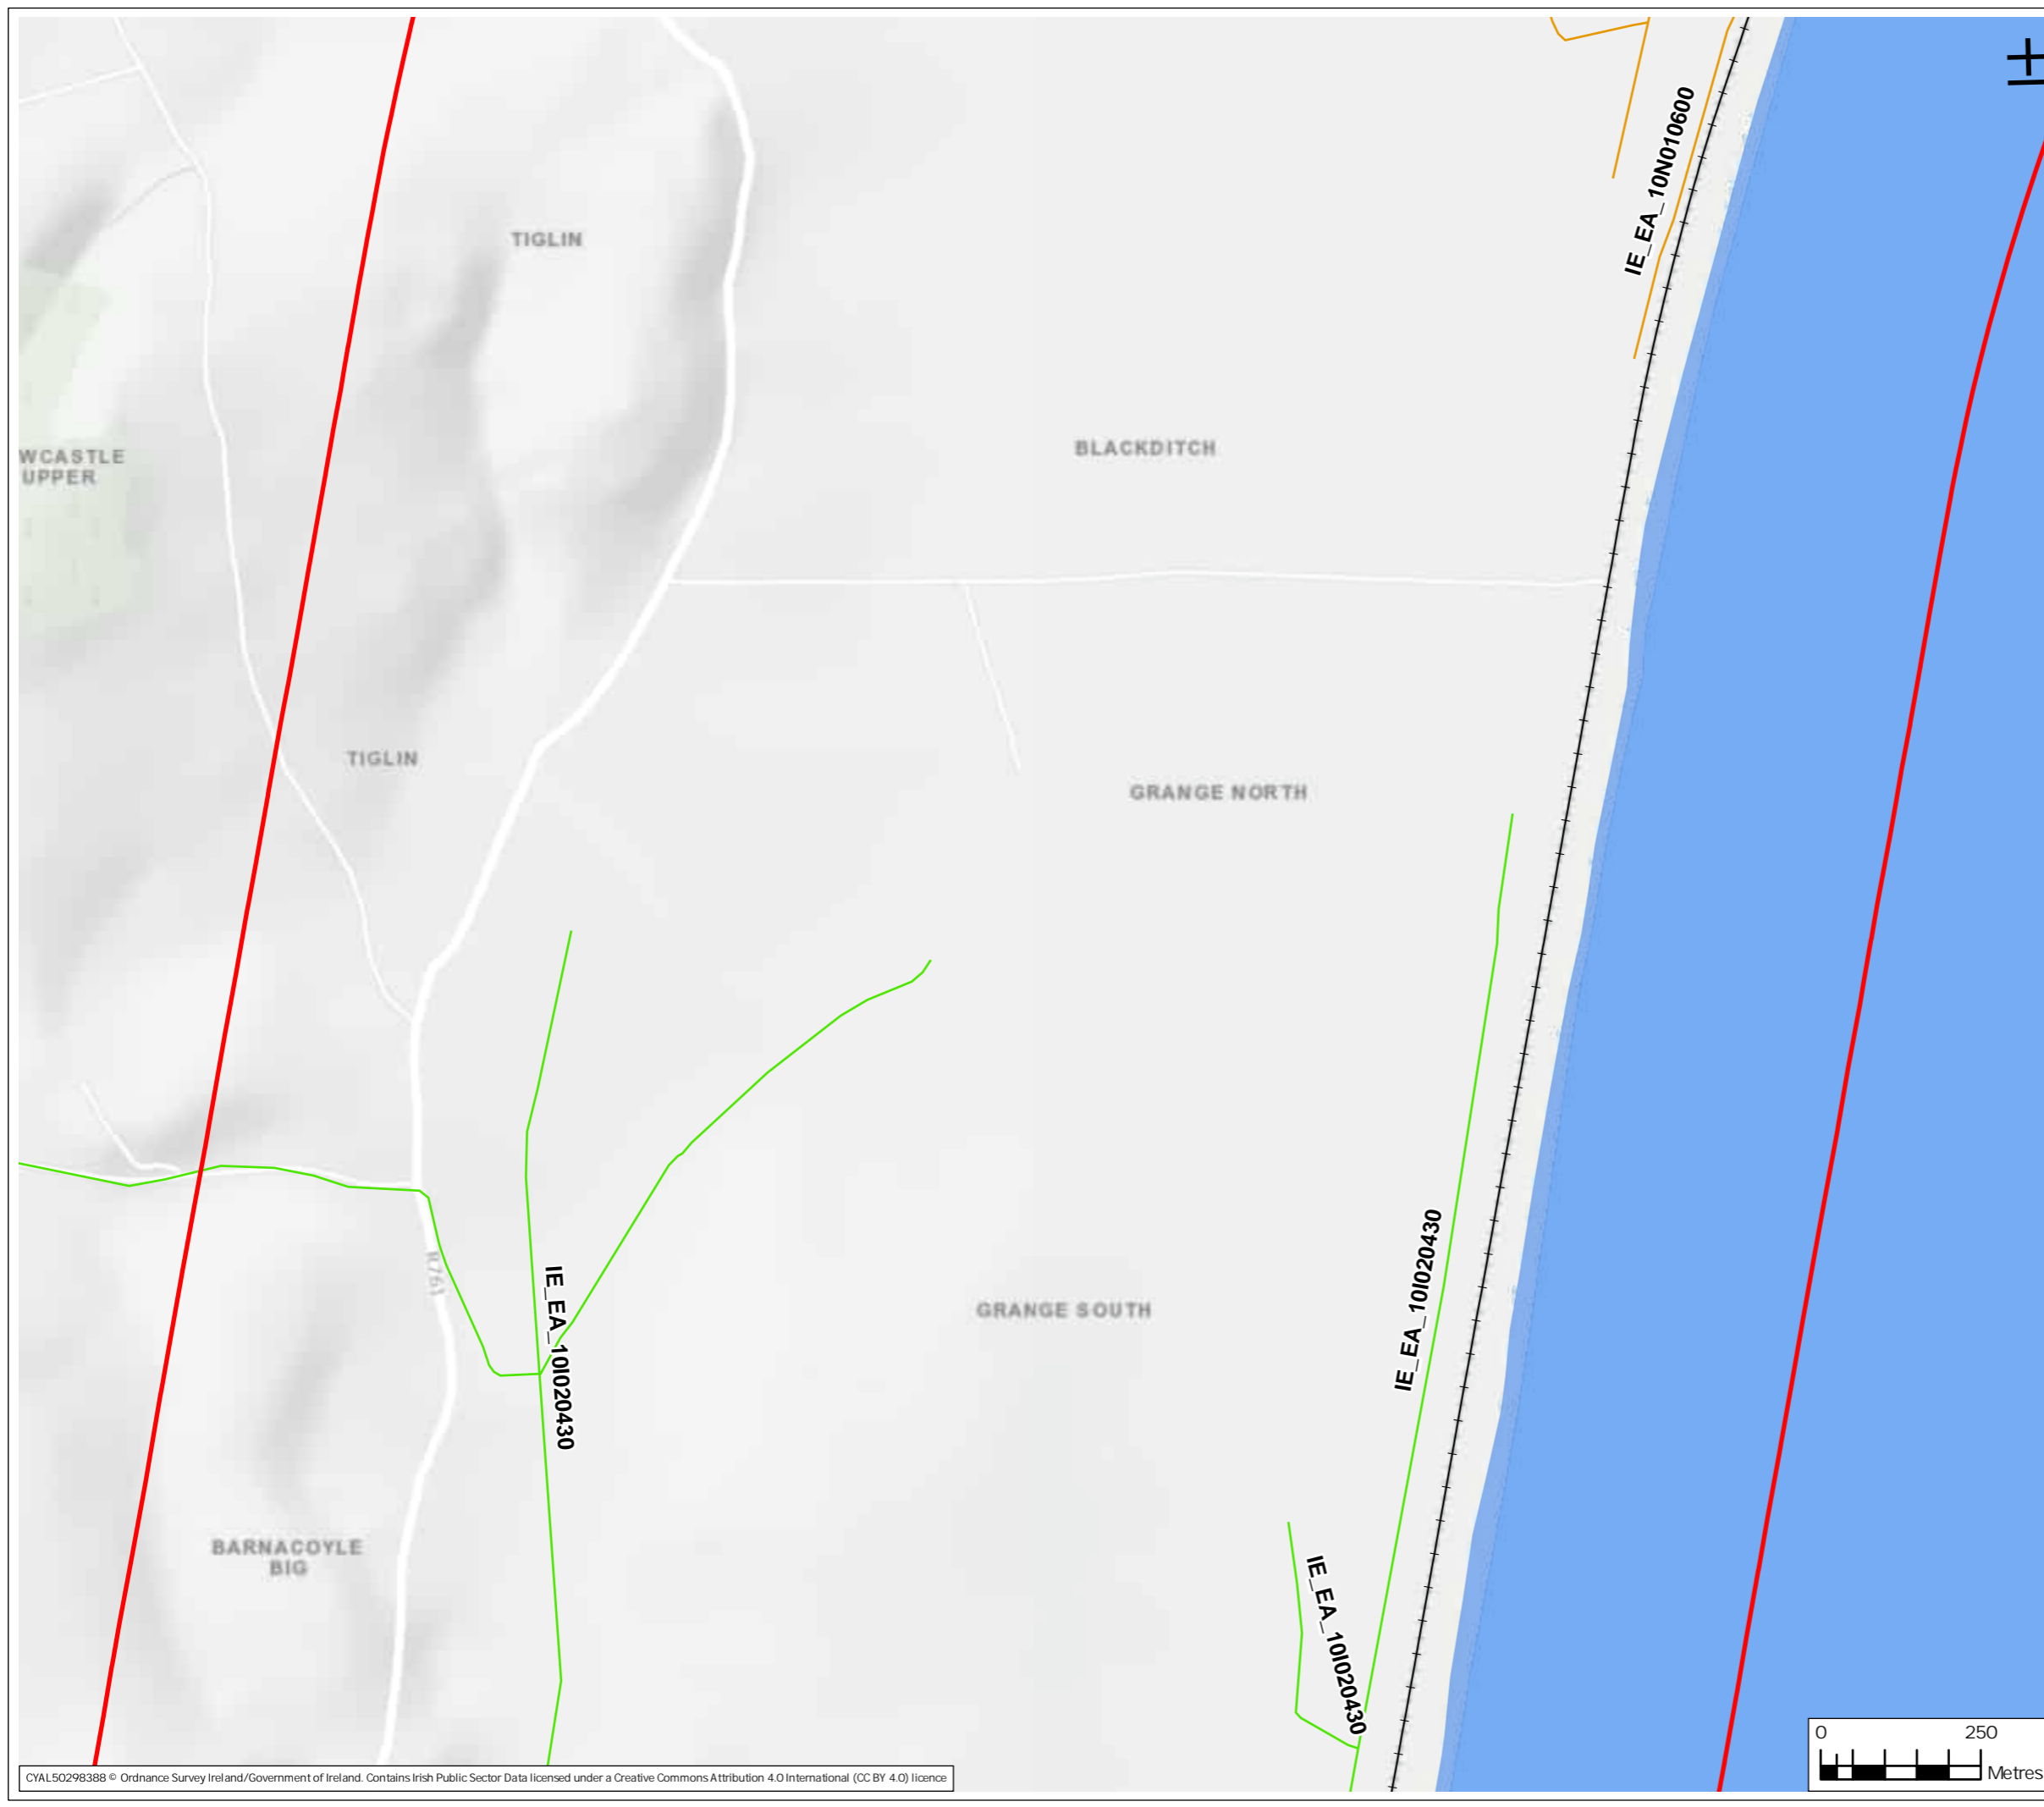 IE_EA_10N010600
TIGLIN
BLACKDITCH
WCASTLE
UPPER
TIGLIN
GRANGE NORTH
IE_EA_10I020430
R761
IE_EA_10I020430
GRANGE SOUTH
BARNACOYLE
BIG
IE_EA_10I020430
0 250
Metres
CYAL50298388 © Ordnance Survey Ireland/Government of Ireland. Contains Irish Public Sector Data licensed under a Creative Commons Attribution 4.0 International (CC BY 4.0) licence